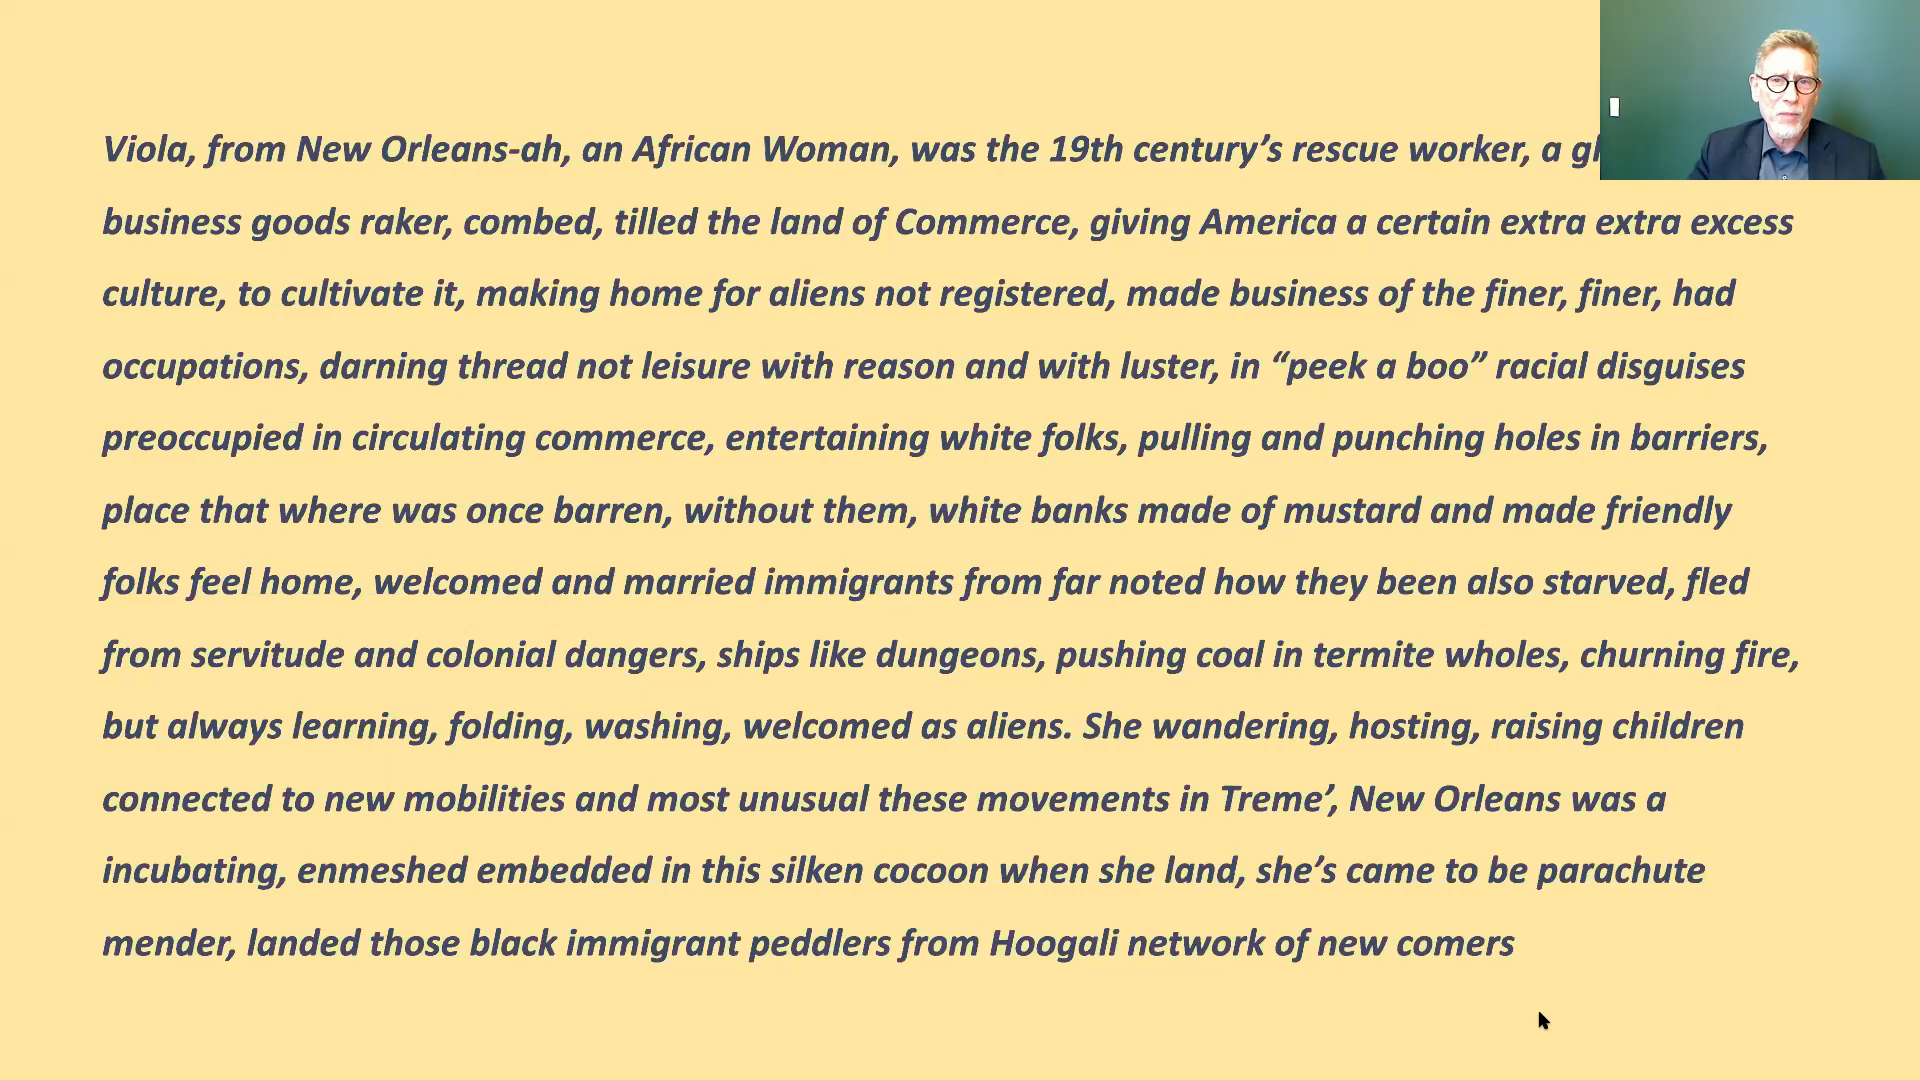 Viola, from New Orleans-ah, an African Woman, was the 19th century’s rescue worker, a
business goods raker, combed, tilled the land of Commerce, giving America a certain extra extra excess
culture, to cultivate it, making home for aliens not registered, made business of the finer, finer, had
occupations, darning thread not leisure with reason and with luster, in “peek a boo” racial disguises
preoccupied in circulating commerce, entertaining white folks, pulling and punching holes in barriers,
place that where was once barren, without them, white banks made of mustard and made friendly
folks feel home, welcomed and married immigrants from far noted how they been also starved, fled
from servitude and colonial dangers, ships like dungeons, pushing coal in termite wholes, churning fire,
but always learning, folding, washing, welcomed as aliens. She wandering, hosting, raising children
connected to new mobilities and most unusual these movements in Treme’, New Orleans was a
incubating, enmeshed embedded in this silken cocoon when she land, she’s came to be parachute
mender, landed those black immigrant peddlers from Hoogali network of new comers